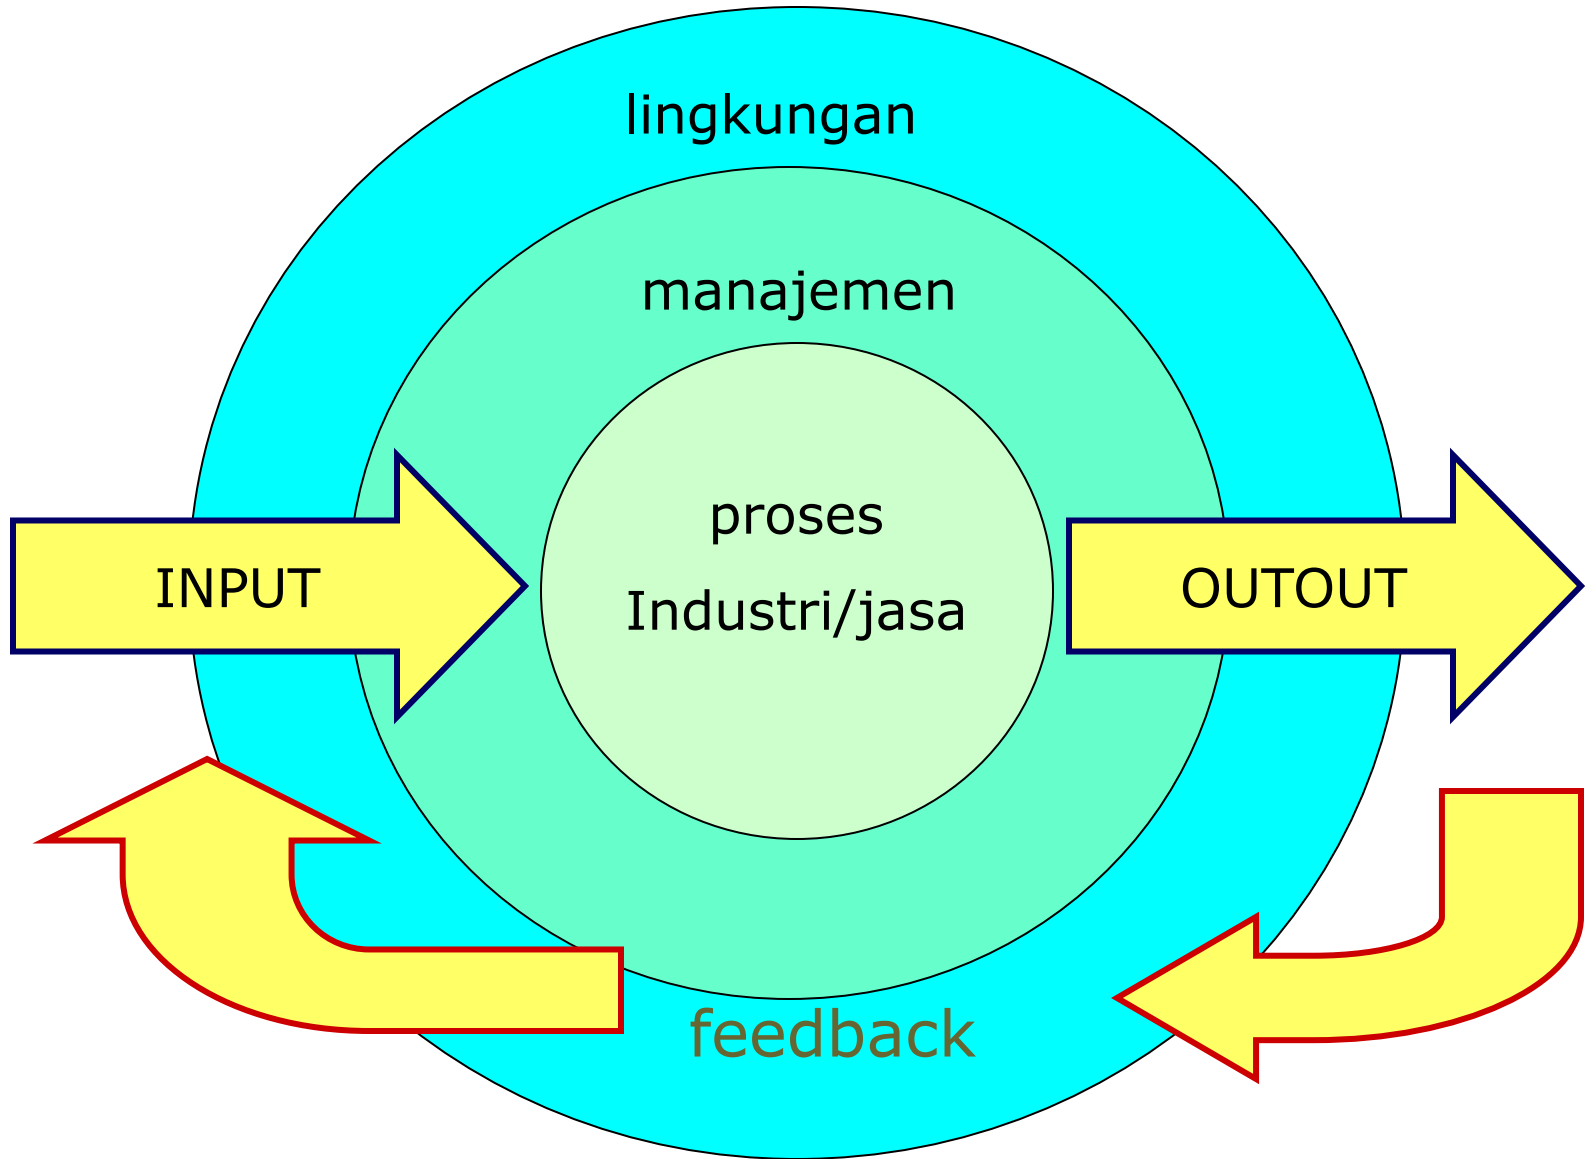 lingkungan
manajemen
proses
Industri/jasa
INPUT
OUTOUT
feedback